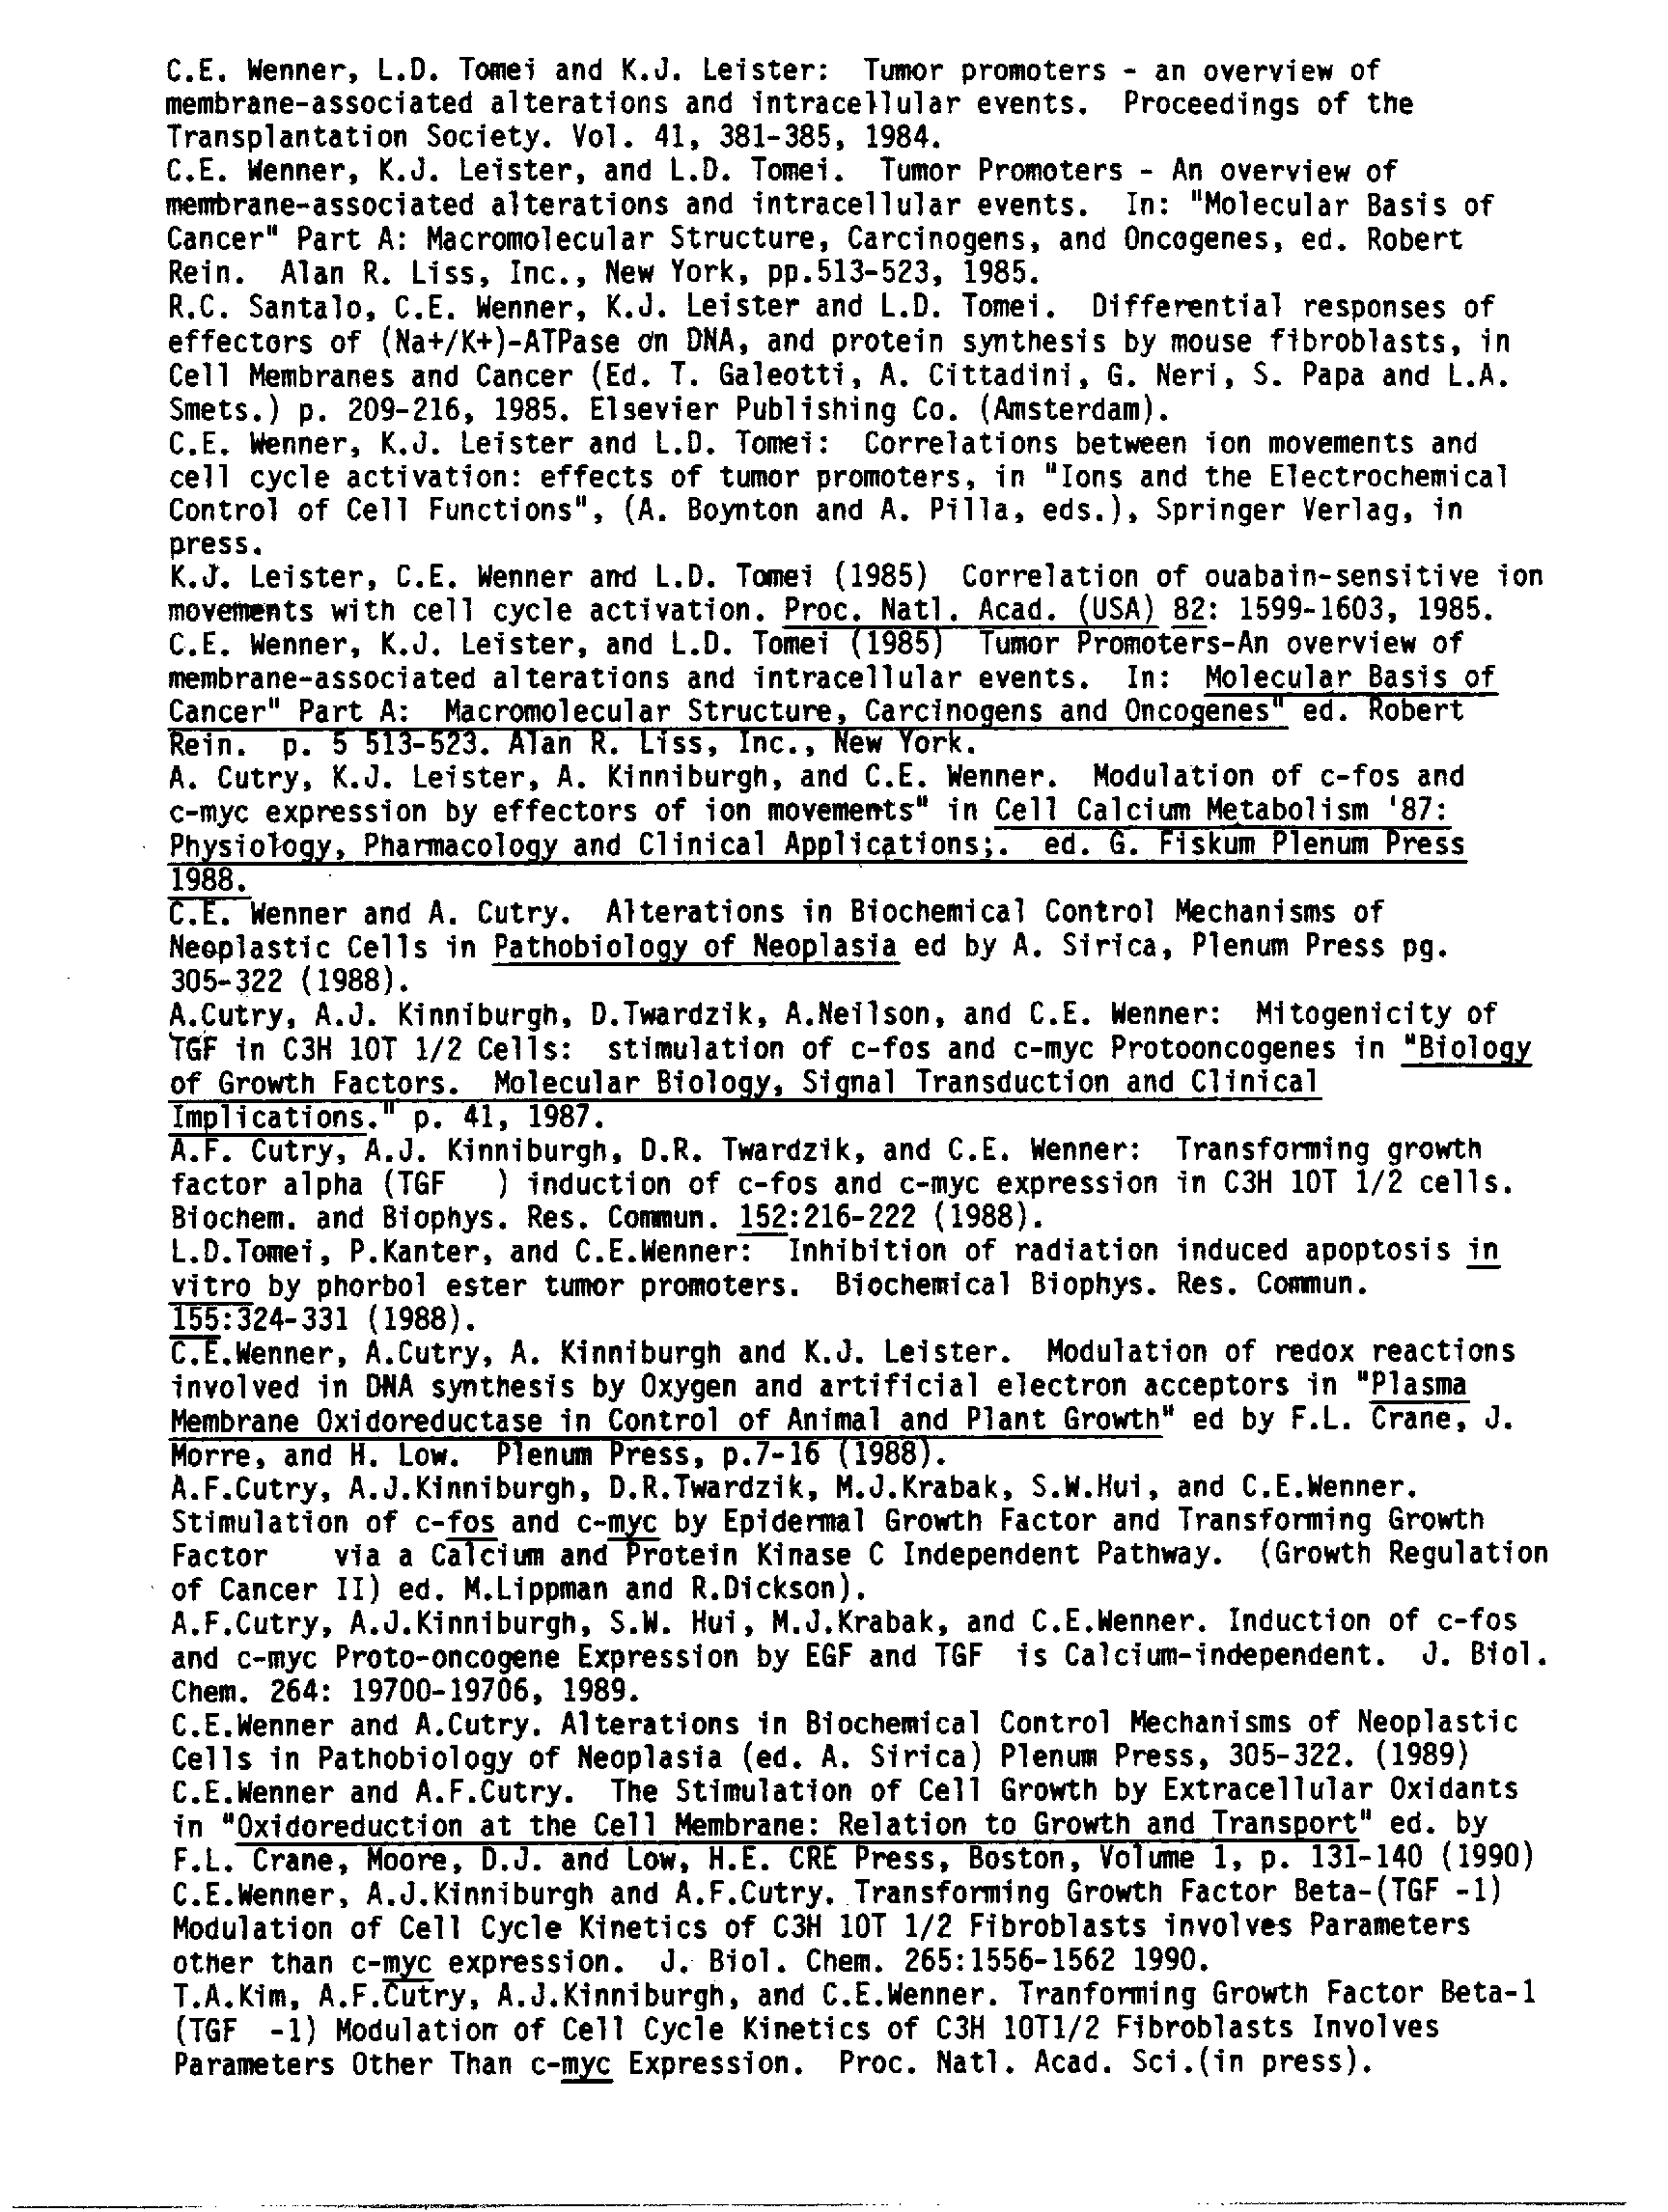 C.E. Wenner, L.D. Tomei and K.J. Leister:  Tumor promoters - an overview of
membrane-associated alterations and intracellular events.  Proceedings of the
Transplantation Society. Vol. 41, 381-385, 1984.
C.E. Wenner, K.J. Leister, and L.D. Tomei.  Tumor Promoters - An overview of
membrane-associated alterations and intracellular events.  In: "Molecular Basis of
Cancer" Part A: Macromolecular Structure, Carcinogens, and Oncogenes, ed. Robert
Rein.  Alan R. Liss, Inc., New York, pp.513-523, 1985.
R.C. Santalo, C.E. Wenner, K.J. Leister and L.D. Tomei.  Differential responses of
effectors of (Na+/K+)-ATPase on DNA, and protein synthesis by mouse fibroblasts, in
Cell Membranes and Cancer (Ed. T. Galeotti, A. Cittadini, G. Neri, S. Papa and L.A.
Smets.) p. 209-216, 1985. Elsevier Publishing Co. (Amsterdam).
C.E. Wenner, K.J. Leister and L.D. Tomei:  Correlations between ion movements and
cell cycle activation: effects of tumor promoters, in "Ions and the Electrochemical
Control of Cell Functions", (A. Boynton and A. Pilla, eds.), Springer Verlag, in
press.
K.J. Leister, C.E. Wenner and L.D. Tomei (1985)  Correlation of ouabain-sensitive ion
movements with cell cycle activation. Proc. Natl. Acad. (USA) 82: 1599-1603, 1985.
C.E. Wenner, K.J. Leister, and L.D. Tomei (1985)  Tumor Promoters-An overview of
membrane-associated alterations and intracellular events.  In:  Molecular Basis of
Cancer" Part A:  Macromolecular Structure, Carcinogens and Oncogenes" ed. Robert
Rein.  p. 5 513-523. Alan R. Liss, Inc., New York.
A. Cutry, K.J. Leister, A. Kinniburgh, and C.E. Wenner.  Modulation of c-fos and
c-myc expression by effectors of ion movements" in Cell Calcium Metabolism '87:
Physiology, Pharmacology and Clinical Applications;.  ed. G. Fiskum Plenum Press
1988.
C.E. Wenner and A. Cutry.  Alterations in Biochemical Control Mechanisms of
Neoplastic Cells in Pathobiology of Neoplasia ed by A. Sirica, Plenum Press pg.
305-322 (1988).
A.Cutry, A.J. Kinniburgh, D.Twardzik, A.Neilson, and C.E. Wenner:  Mitogenicity of
TGF in C3H 10T 1/2 Cells:  stimulation of c-fos and c-myc Protooncogenes in "Biology
of Growth Factors.  Molecular Biology, Signal Transduction and Clinical
Implications." p. 41, 1987.
A.F. Cutry, A.J. Kinniburgh, D.R. Twardzik, and C.E. Wenner:  Transforming growth
factor alpha (TGF   ) induction of c-fos and c-myc expression in C3H 10T 1/2 cells.
Biochem. and Biophys. Res. Commun. 152:216-222 (1988).
L.D.Tomei, P.Kanter, and C.E.Wenner:  Inhibition of radiation induced apoptosis in
vitro by phorbol ester tumor promoters.  Biochemical Biophys. Res. Commun.
155:324-331 (1988).
C.E.Wenner, A.Cutry, A. Kinniburgh and K.J. Leister.  Modulation of redox reactions
involved in DNA synthesis by Oxygen and artificial electron acceptors in "Plasma
Membrane Oxidoreductase in Control of Animal and Plant Growth" ed by F.L. Crane, J.
Morre, and H. Low.  Plenum Press, p.7-16 (1988).
A.F.Cutry, A.J.Kinniburgh, D.R.Twardzik, M.J.Krabak, S.W.Hui, and C.E.Wenner.
Stimulation of c-fos and c-myc by Epidermal Growth Factor and Transforming Growth
Factor    via a Calcium and Protein Kinase C Independent Pathway.  (Growth Regulation
of Cancer II) ed. M.Lippman and R.Dickson).
A.F.Cutry, A.J.Kinniburgh, S.W. Hui, M.J.Krabak, and C.E.Wenner. Induction of c-fos
and c-myc Proto-oncogene Expression by EGF and TGF  is Calcium-independent.  J. Biol.
Chem. 264: 19700-19706, 1989.
C.E.Wenner and A.Cutry. Alterations in Biochemical Control Mechanisms of Neoplastic
Cells in Pathobiology of Neoplasia (ed. A. Sirica) Plenum Press, 305-322. (1989)
C.E.Wenner and A.F.Cutry.  The Stimulation of Cell Growth by Extracellular Oxidants
in "Oxidoreduction at the Cell Membrane: Relation to Growth and Transport" ed. by
F.L. Crane, Moore, D.J. and Low, H.E. CRE Press, Boston, Volume 1, p. 131-140 (1990)
C.E.Wenner, A.J.Kinniburgh and A.F.Cutry. Transforming Growth Factor Beta-(TGF -1)
Modulation of Cell Cycle Kinetics of C3H 10T 1/2 Fibroblasts involves Parameters
other than c-myc expression.  J. Biol. Chem. 265:1556-1562 1990.
T.A.Kim, A.F.Cutry, A.J.Kinniburgh, and C.E.Wenner. Tranforming Growth Factor Beta-1
(TGF  -1) Modulation of Cell Cycle Kinetics of C3H 10T1/2 Fibroblasts Involves
Parameters Other Than c-myc Expression.  Proc. Natl. Acad. Sci.(in press).